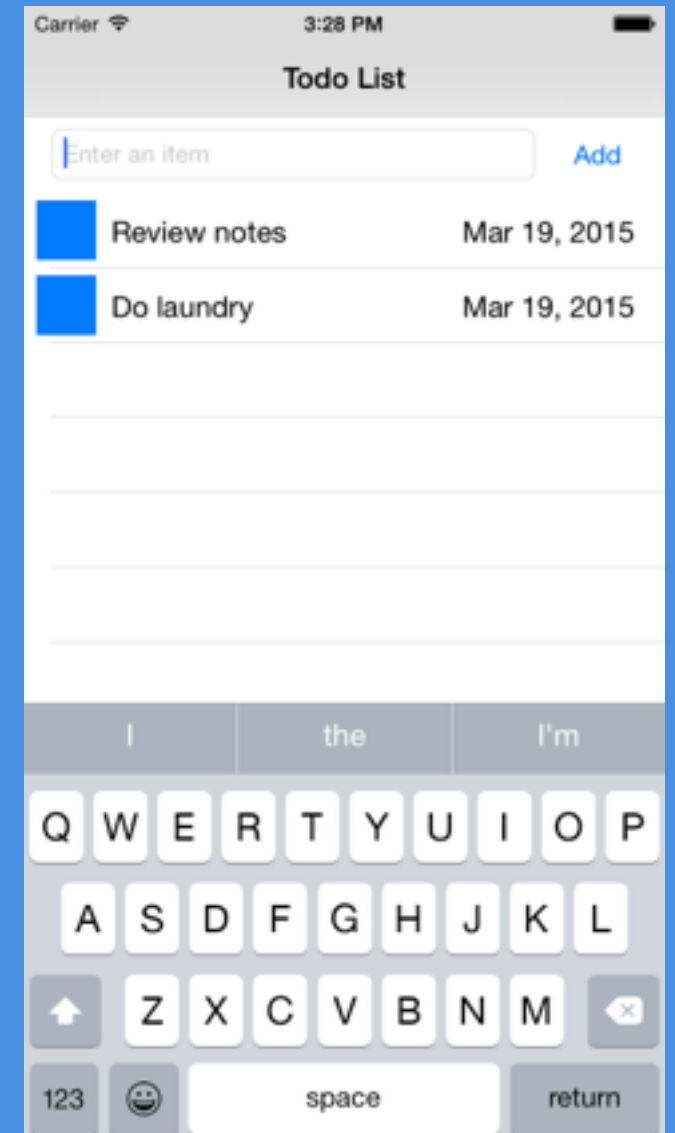 Carrier 3:28 PM
Todo List
Enter an item Add
Review notes Mar 19, 2015
Do laundry Mar 19, 2015
I the I'm
Q W E R T Y U I O P
A S D F G H J K L
Z X C V B N M
123 space return